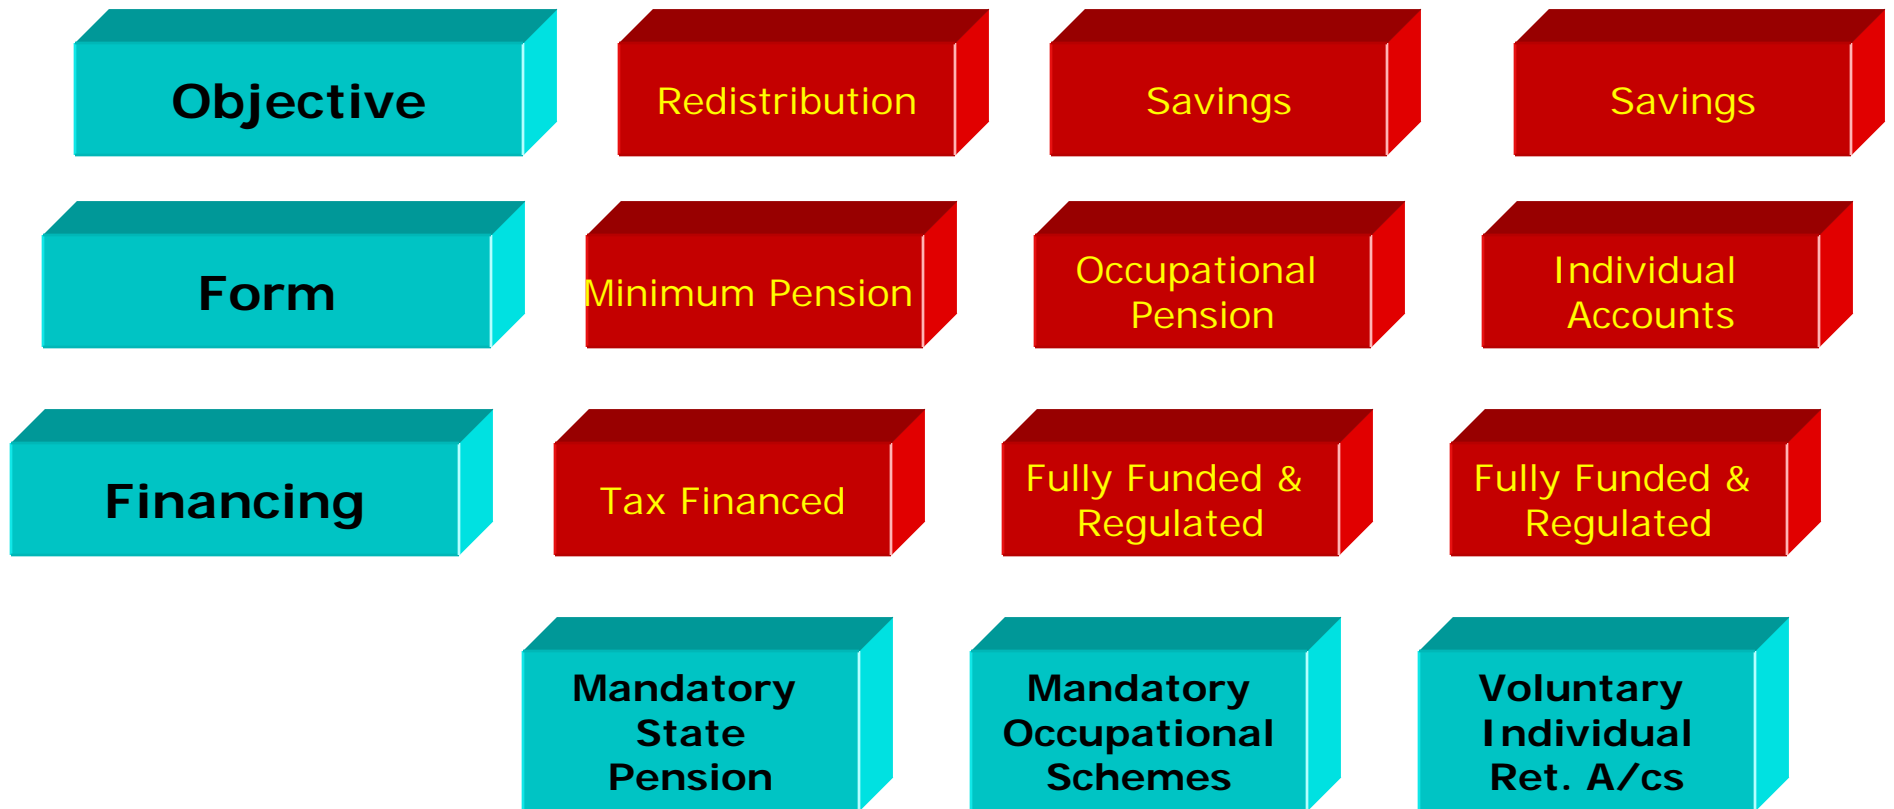 Objective
Redistribution
Savings
Savings
Form
Minimum Pension
Occupational
Pension
Individual
Accounts
Financing
Tax Financed
Fully Funded &
Regulated
Fully Funded &
Regulated
Mandatory
State
Pension
Mandatory
Occupational
Schemes
Voluntary
Individual
Ret. A/cs